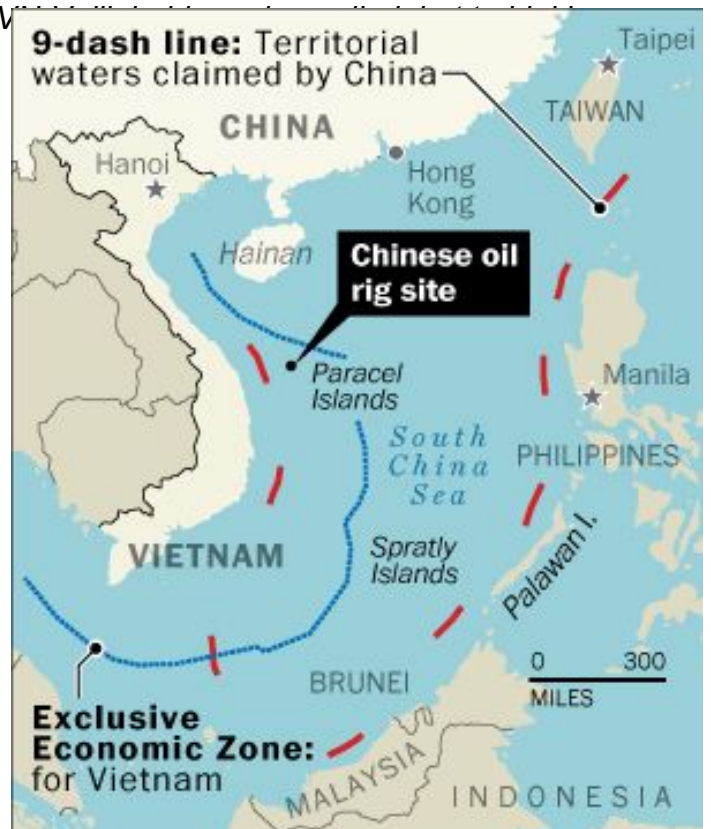 9-dash line: Territorial
waters claimed by China
Taipei
TAIWAN
CHINA
Hanoi
Hong
Kong
Hainan
Chinese oil
rig site
Paracel
Islands
Manila
South
China
Sea
PHILIPPINES
VIETNAM
Spratly
Islands
Palawan I.
0 300
MILES
BRUNEI
Exclusive
Economic Zone:
for Vietnam
MALAYSIA
INDONESIA